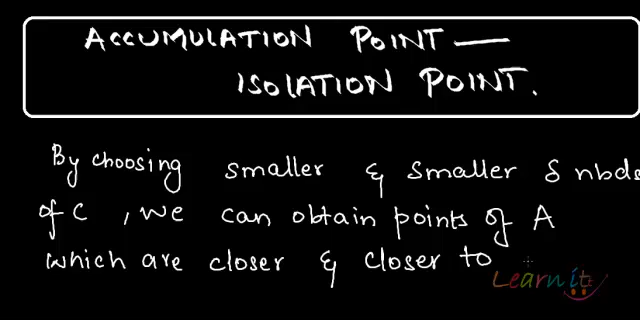 ACCUMULATION POINT —
ISOLATION POINT.
By choosing smaller & smaller δ nbds
of C, we can obtain points of A
which are closer & closer to
Learnit